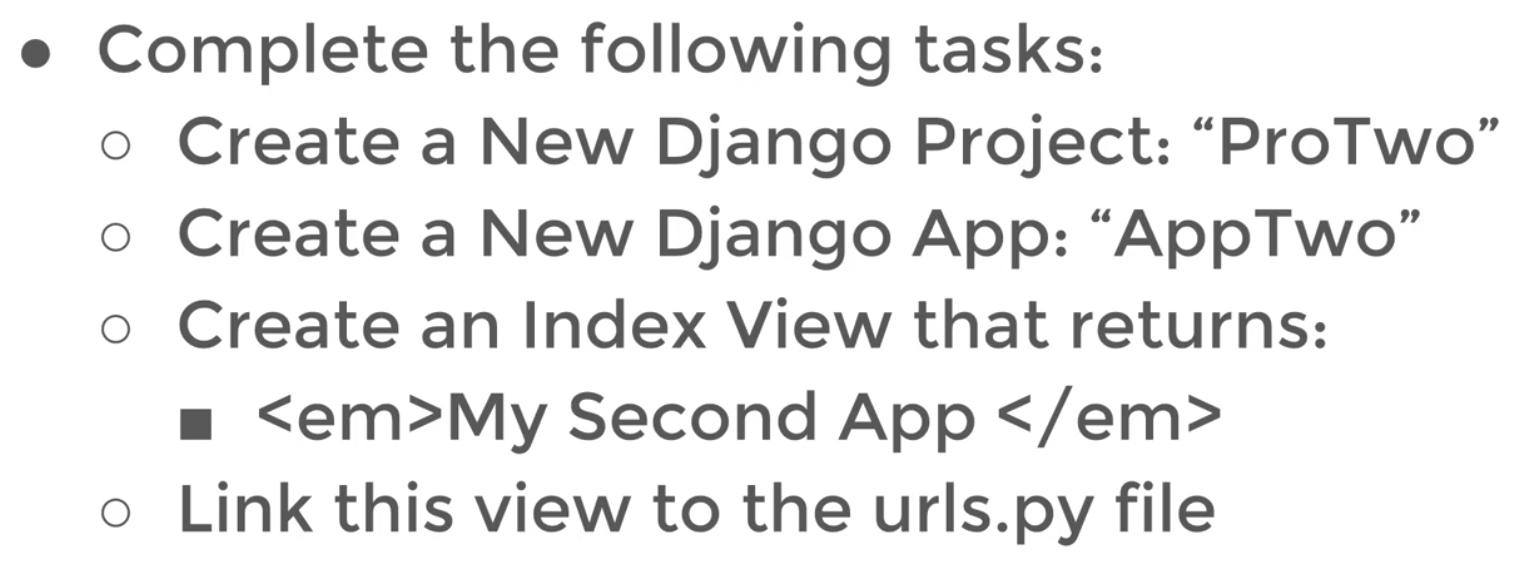 ● Complete the following tasks:
○ Create a New Django Project: “ProTwo”
○ Create a New Django App: “AppTwo”
○ Create an Index View that returns:
■ <em>My Second App </em>
○ Link this view to the urls.py file